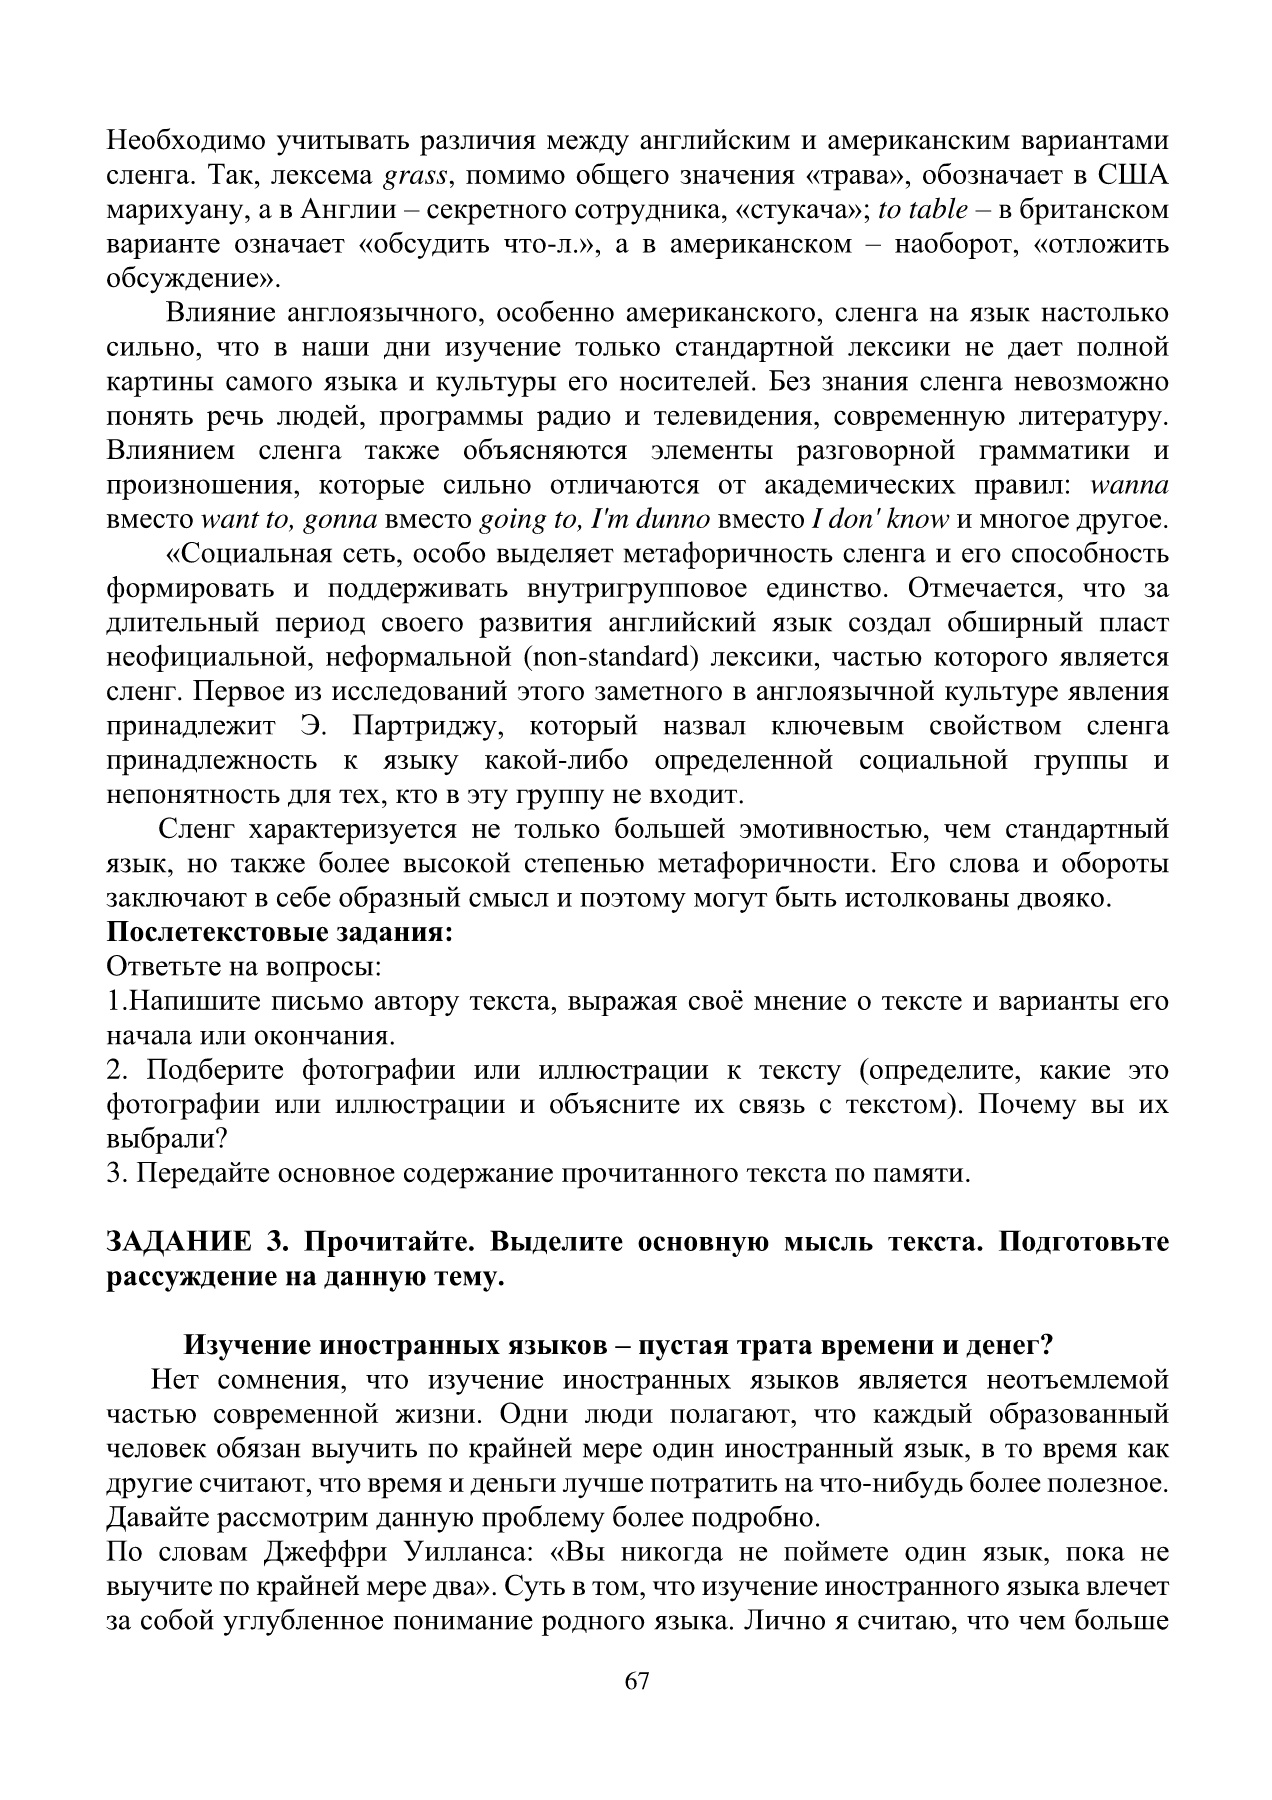 Необходимо учитывать различия между английским и американским вариантами
сленга. Так, лексема grass, помимо общего значения «трава», обозначает в США
марихуану, а в Англии – секретного сотрудника, «стукача»; to table – в британском
варианте означает «обсудить что-л.», а в американском – наоборот, «отложить
обсуждение».
Влияние англоязычного, особенно американского, сленга на язык настолько
сильно, что в наши дни изучение только стандартной лексики не дает полной
картины самого языка и культуры его носителей. Без знания сленга невозможно
понять речь людей, программы радио и телевидения, современную литературу.
Влиянием сленга также объясняются элементы разговорной грамматики и
произношения, которые сильно отличаются от академических правил: wanna
вместо want to, gonna вместо going to, I'm dunno вместо I don' know и многое другое.
«Социальная сеть, особо выделяет метафоричность сленга и его способность
формировать и поддерживать внутригрупповое единство. Отмечается, что за
длительный период своего развития английский язык создал обширный пласт
неофициальной, неформальной (non-standard) лексики, частью которого является
сленг. Первое из исследований этого заметного в англоязычной культуре явления
принадлежит Э. Партриджу, который назвал ключевым свойством сленга
принадлежность к языку какой-либо определенной социальной группы и
непонятность для тех, кто в эту группу не входит.
Сленг характеризуется не только большей эмотивностью, чем стандартный
язык, но также более высокой степенью метафоричности. Его слова и обороты
заключают в себе образный смысл и поэтому могут быть истолкованы двояко.
Послетекстовые задания:
Ответьте на вопросы:
1.Напишите письмо автору текста, выражая своё мнение о тексте и варианты его
начала или окончания.
2. Подберите фотографии или иллюстрации к тексту (определите, какие это
фотографии или иллюстрации и объясните их связь с текстом). Почему вы их
выбрали?
3. Передайте основное содержание прочитанного текста по памяти.
ЗАДАНИЕ 3. Прочитайте. Выделите основную мысль текста. Подготовьте
рассуждение на данную тему.
Изучение иностранных языков – пустая трата времени и денег?
Нет сомнения, что изучение иностранных языков является неотъемлемой
частью современной жизни. Одни люди полагают, что каждый образованный
человек обязан выучить по крайней мере один иностранный язык, в то время как
другие считают, что время и деньги лучше потратить на что-нибудь более полезное.
Давайте рассмотрим данную проблему более подробно.
По словам Джеффри Уилланса: «Вы никогда не поймете один язык, пока не
выучите по крайней мере два». Суть в том, что изучение иностранного языка влечет
за собой углубленное понимание родного языка. Лично я считаю, что чем больше
67